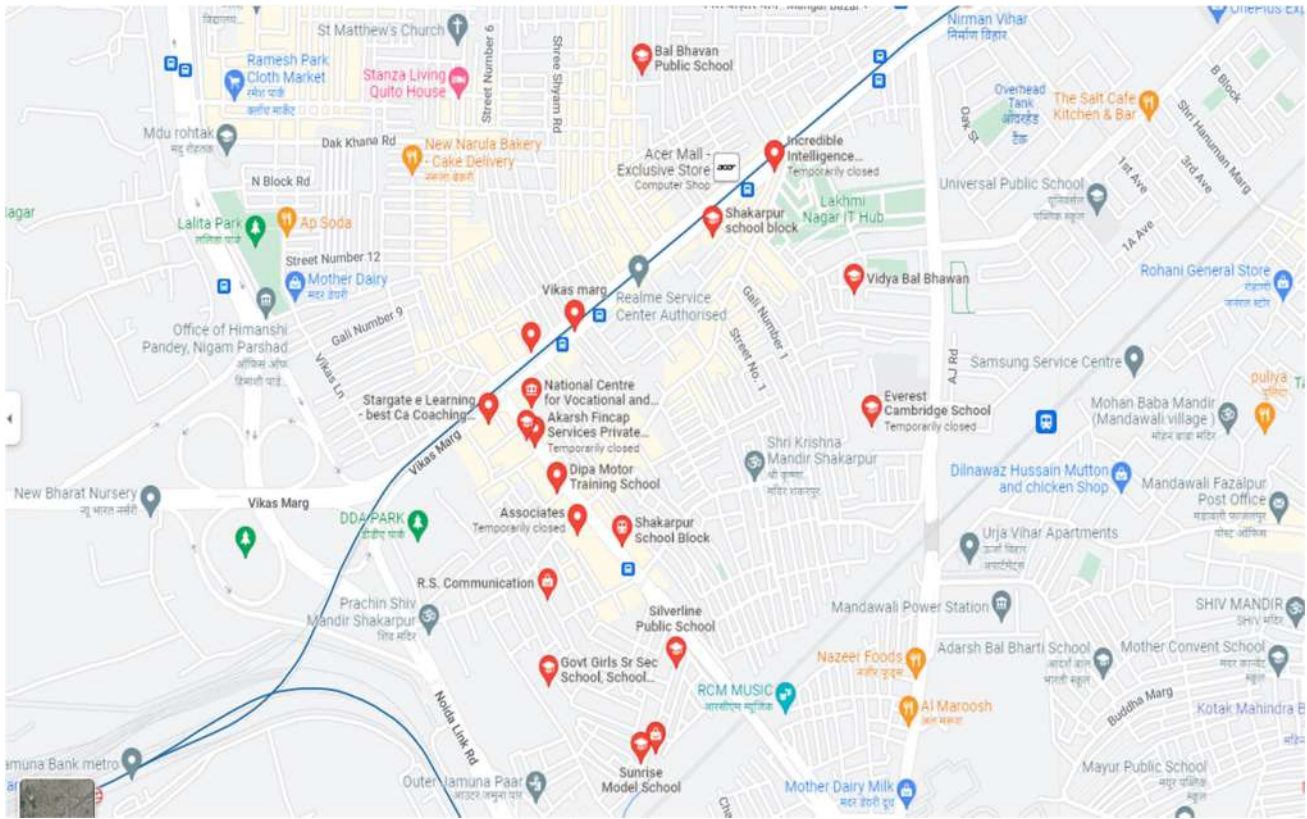 St Matthew's Church
Ramesh Park
Cloth Market
रमेश पार्क
क्लॉथ मार्केट
Stanza Living
Quito House
Street Number 6
Shree Shyam Rd
Bal Bhavan
Public School
Nirman Vihar
निर्माण विहार
OnePlus Exp
B Block
Overhead
Tank
ओवरहेड
टैंक
The Salt Cafe
Kitchen & Bar
Shri Hanuman Marg
Oak St
1st Ave
3rd Ave
1A Ave
Mdu rohtak
मदु रोहतक
Dak Khana Rd
New Narula Bakery
- Cake Delivery
N Block Rd
Acer Mall -
Exclusive Store
Computer Shop
acer
Incredible
Intelligence...
Temporarily closed
Universal Public School
यूनिवर्सल
पब्लिक स्कूल
Lakhmi
Nagar IT Hub
Shakarpur
school block
agar
Lalita Park
ललिता पार्क
Ap Soda
Street Number 12
Mother Dairy
मदर डेयरी
Vidya Bal Bhawan
Rohani General Store
Vikas marg
Realme Service
Center Authorised
Gali Number 1
Street No. 1
Gali Number 9
Office of Himanshi
Pandey, Nigam Parshad
Vikas Ln
AJ Rd
Samsung Service Centre
puliya
पुलिया
National Centre
for Vocational and...
Stargate e Learning
- best Ca Coaching...
Akarsh Fincap
Services Private...
Temporarily closed
Everest
Cambridge School
Temporarily closed
Mohan Baba Mandir
(Mandawali village )
मोहन बाबा मंदिर
Vikas Marg
Shri Krishna
Mandir Shakarpur
श्री कृष्णा
मंदिर शकरपुर
Dipa Motor
Training School
Dilnawaz Hussain Mutton
and chicken Shop
Mandawali Fazalpur
Post Office
New Bharat Nursery
न्यू भारत नर्सरी
Vikas Marg
DDA PARK
डीडीए पार्क
Associates
Temporarily closed
Shakarpur
School Block
Urja Vihar Apartments
ऊर्जा विहार
अपार्टमेंट्स
R.S. Communication
Prachin Shiv
Mandir Shakarpur
शिव मंदिर
Silverline
Public School
Mandawali Power Station
SHIV MANDIR
SHIV मंदिर
Govt Girls Sr Sec
School, School...
Nazeer Foods
नज़ीर फूड्स
Adarsh Bal Bharti School
आदर्श बाल
भारती स्कूल
Mother Convent School
मदर कान्वेंट
स्कूल
RCM MUSIC
आरसीएम म्यूजिक
Al Maroosh
Buddha Marg
Kotak Mahindra B
Noida Link Rd
amuna Bank metro
Sunrise
Model School
Outer Jamuna Paar
आउटर जमुना पार
Mother Dairy Milk
मदर डेयरी दूध
Mayur Public School
मयूर पब्लिक
स्कूल